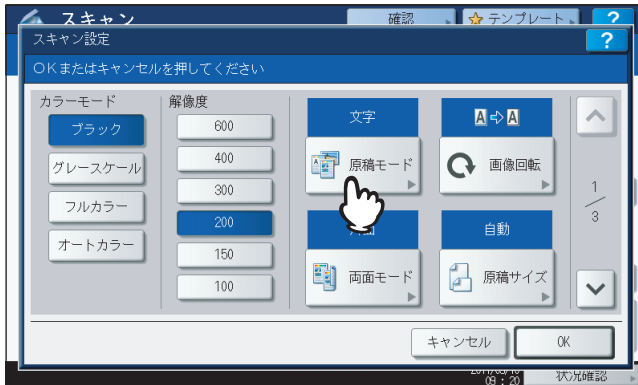 スキャン
確認
テンプレート
?
スキャン設定
?
OKまたはキャンセルを押してください
カラーモード
ブラック
グレースケール
フルカラー
オートカラー
解像度
600
400
300
200
150
100
文字
原稿モード
A⇨A
画像回転
両面モード
自動
原稿サイズ
1
3
キャンセル
OK
09:20
状況確認